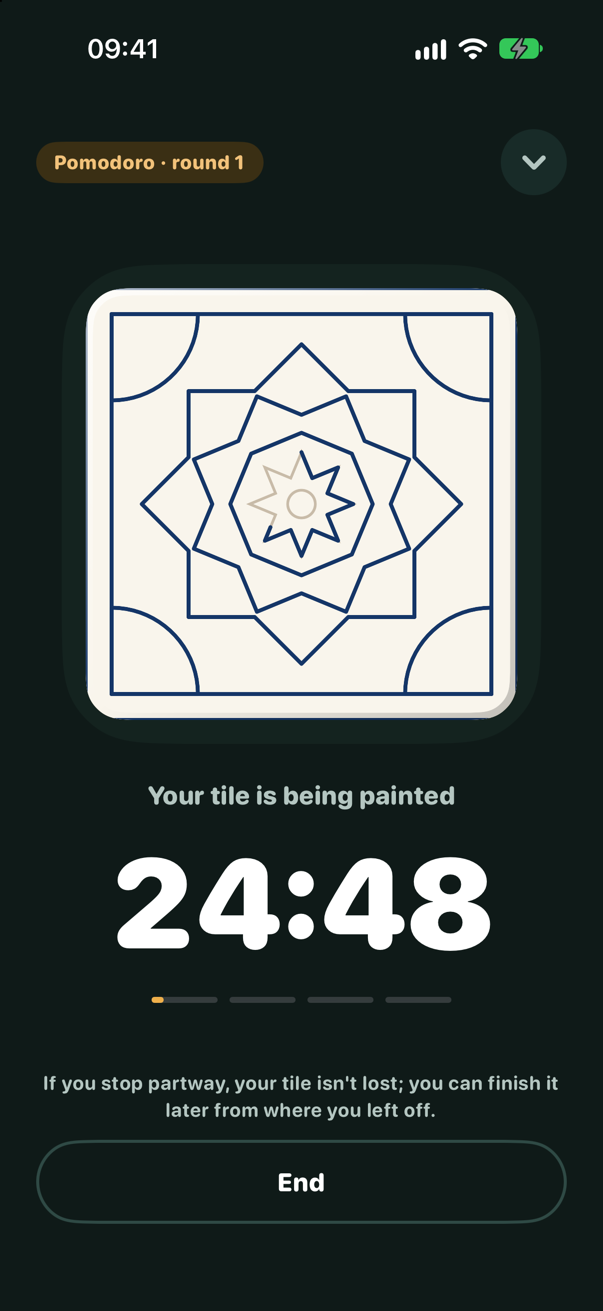 09:41
Pomodoro · round 1
Your tile is being painted
24:48
If you stop partway, your tile isn't lost; you can finish it
later from where you left off.
End